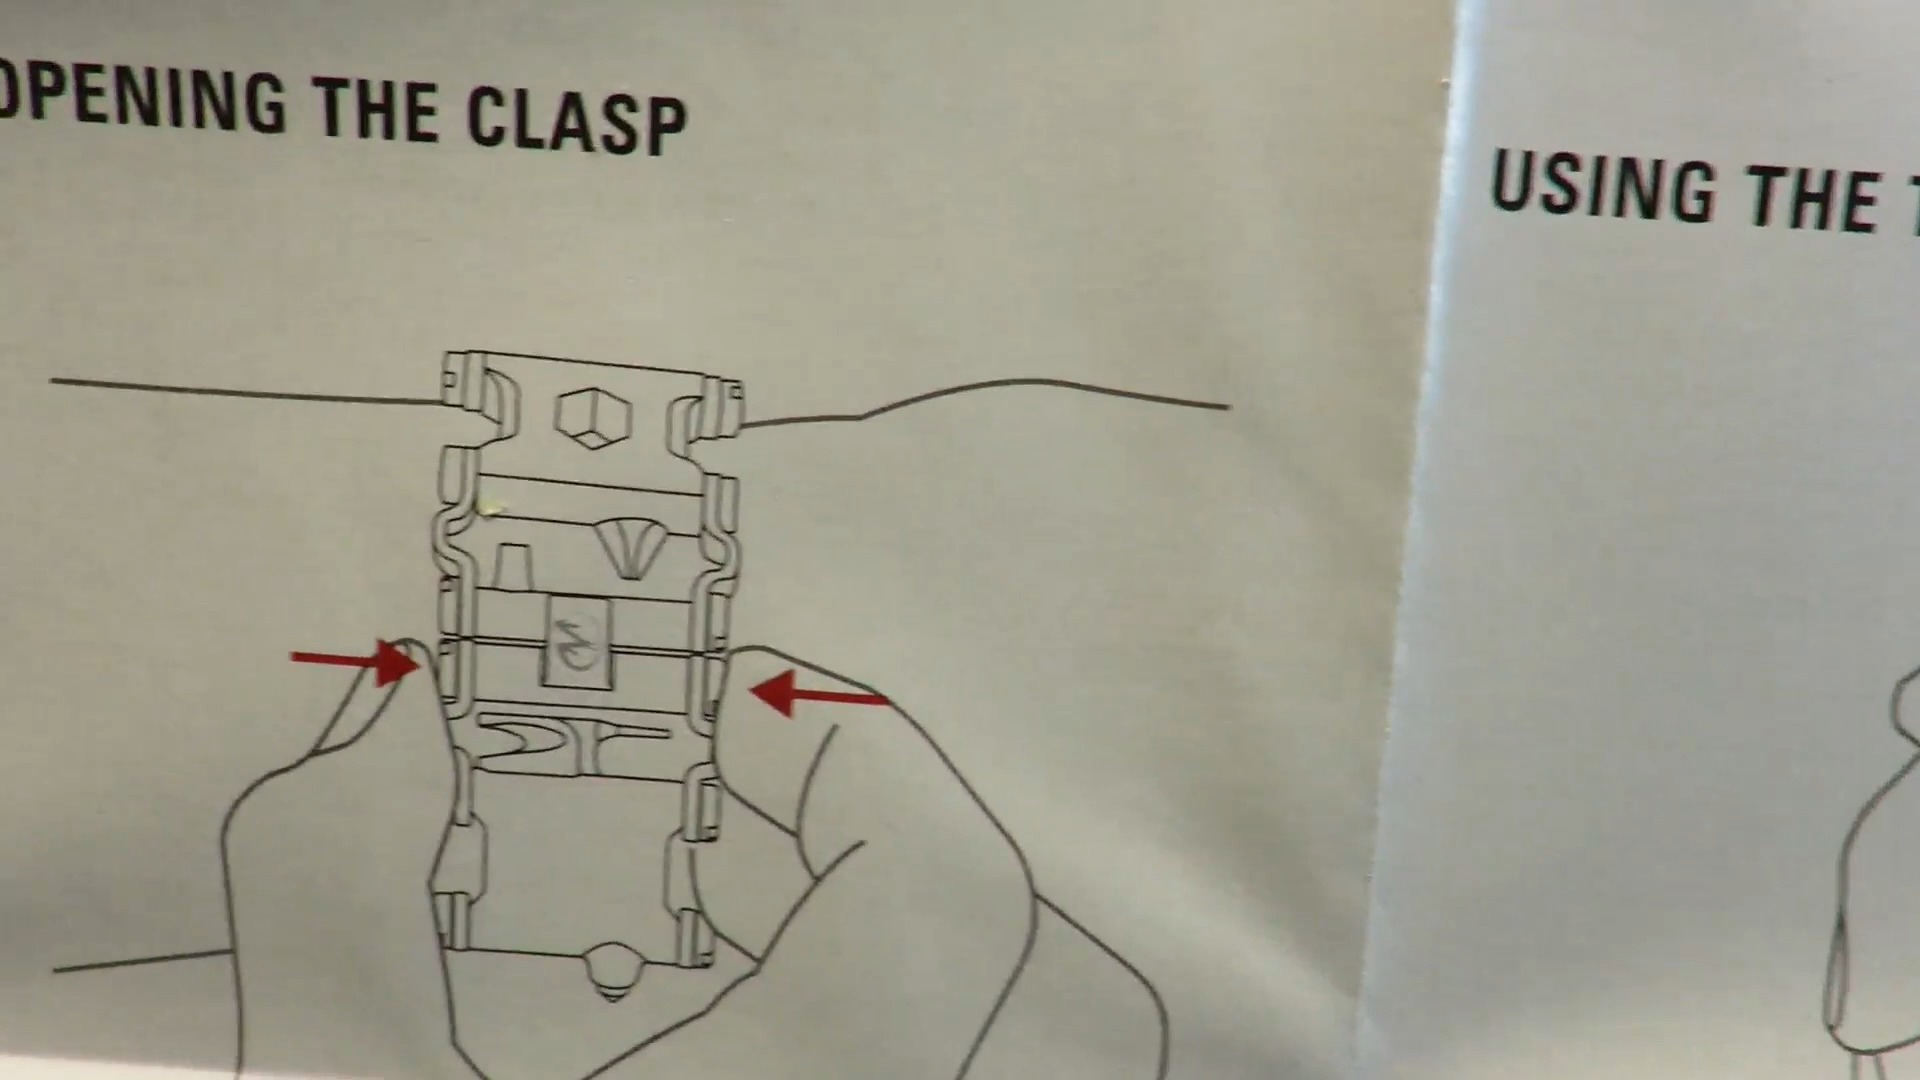 OPENING THE CLASP
USING THE